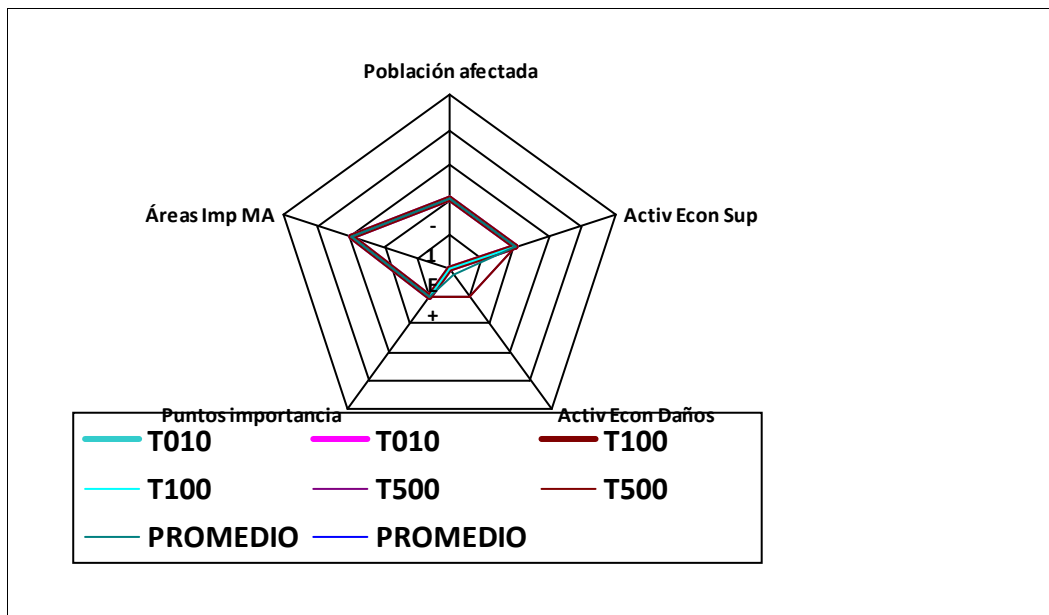 Población afectada
Áreas Imp MA
Activ Econ Sup
-
1
E
+
Puntos importancia
Activ Econ Daños
T010 T010 T100
T100 T500 T500
PROMEDIO PROMEDIO